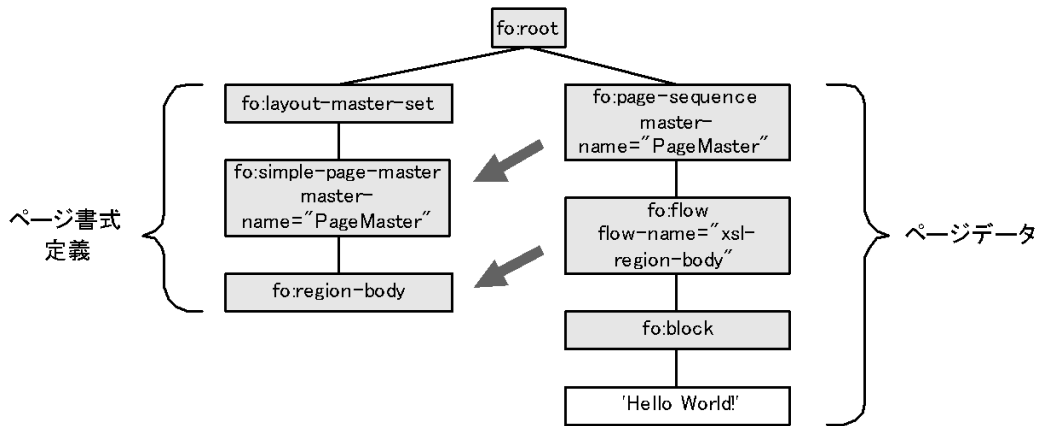 fo:root
fo:layout-master-set
fo:simple-page-master
master-
name="PageMaster"
fo:region-body
ページ書式
定義
fo:page-sequence
master-
name="PageMaster"
fo:flow
flow-name="xsl-
region-body"
fo:block
'Hello World!'
ページデータ